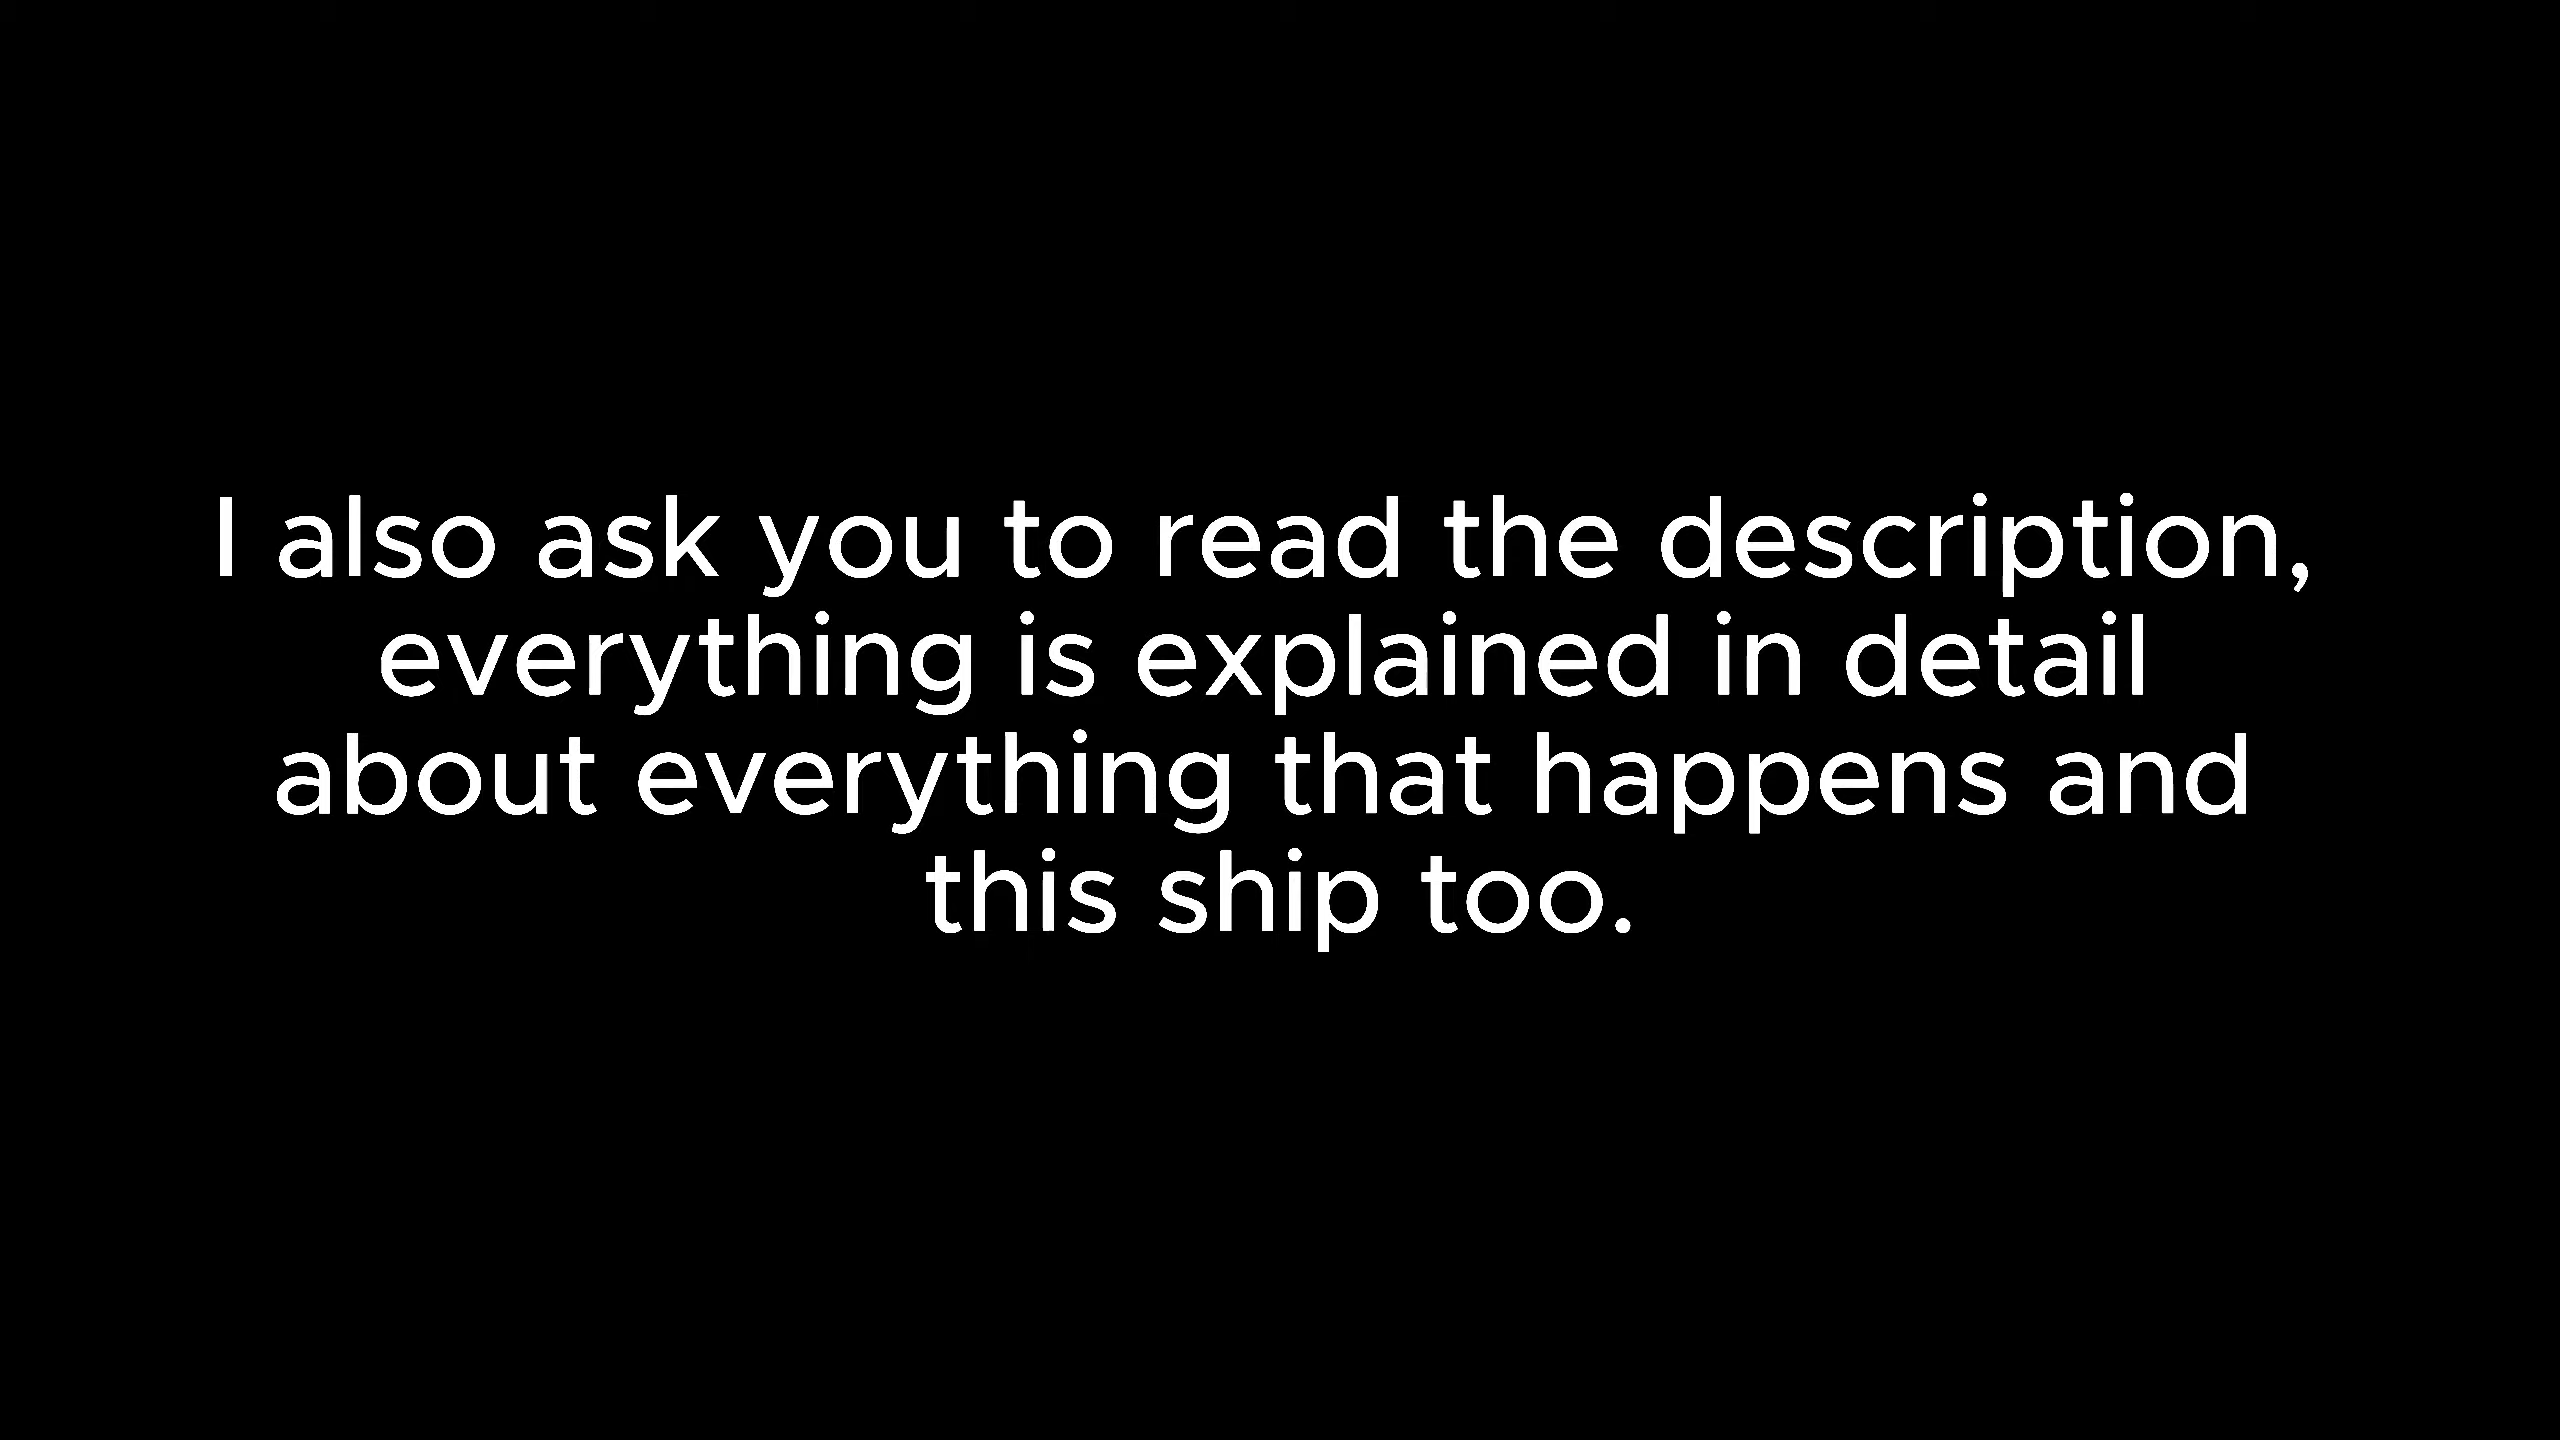 I also ask you to read the description,
everything is explained in detail
about everything that happens and
this ship too.